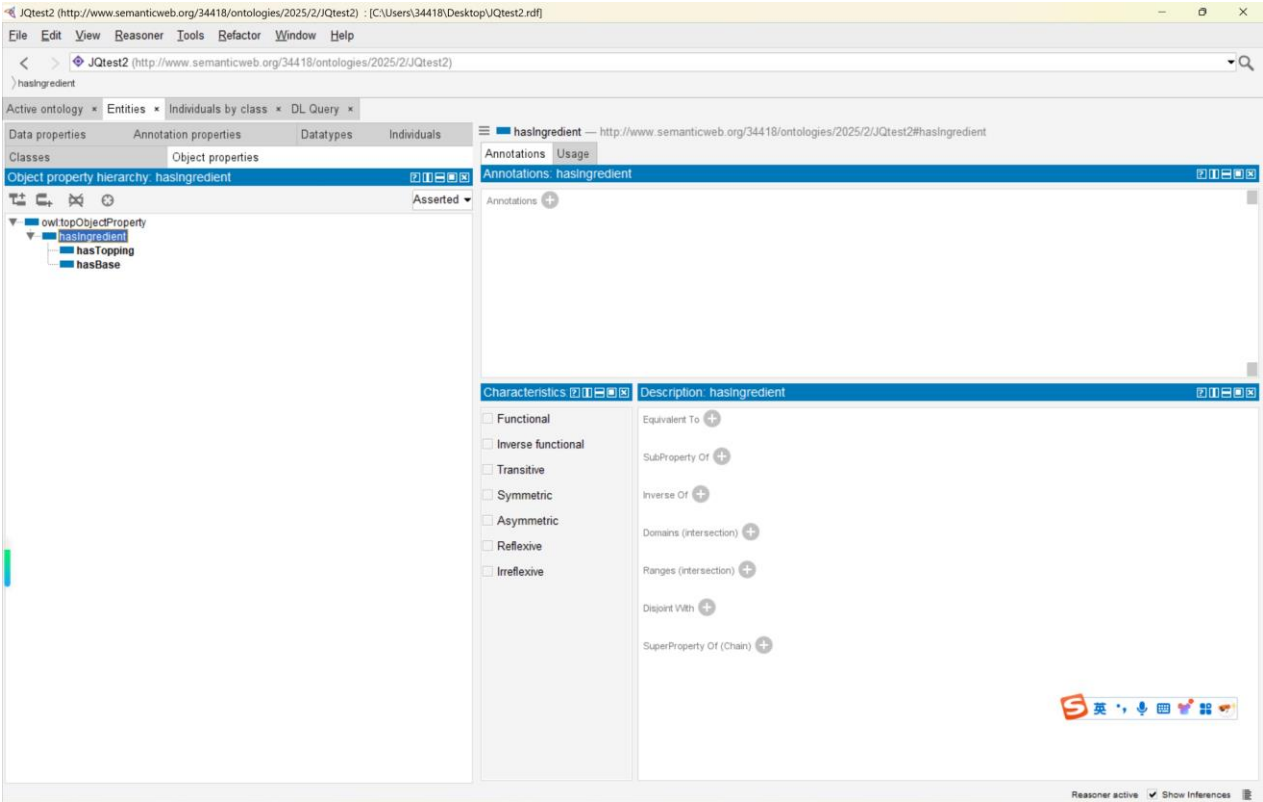 JQtest2 (http://www.semanticweb.org/34418/ontologies/2025/2/JQtest2) : [C:\Users\34418\Desktop\JQtest2.rdf]
File Edit View Reasoner Tools Refactor Window Help
JQtest2 (http://www.semanticweb.org/34418/ontologies/2025/2/JQtest2)
hasIngredient
Active ontology × Entities × Individuals by class × DL Query ×
Data properties Annotation properties Datatypes Individuals
Classes Object properties
Object property hierarchy: hasIngredient
Asserted
owl:topObjectProperty
hasIngredient
hasTopping
hasBase
hasIngredient — http://www.semanticweb.org/34418/ontologies/2025/2/JQtest2#hasIngredient
Annotations Usage
Annotations: hasIngredient
Annotations
Characteristics
Functional
Inverse functional
Transitive
Symmetric
Asymmetric
Reflexive
Irreflexive
Description: hasIngredient
Equivalent To
SubProperty Of
Inverse Of
Domains (intersection)
Ranges (intersection)
Disjoint With
SuperProperty Of (Chain)
S 英
Reasoner active Show Inferences